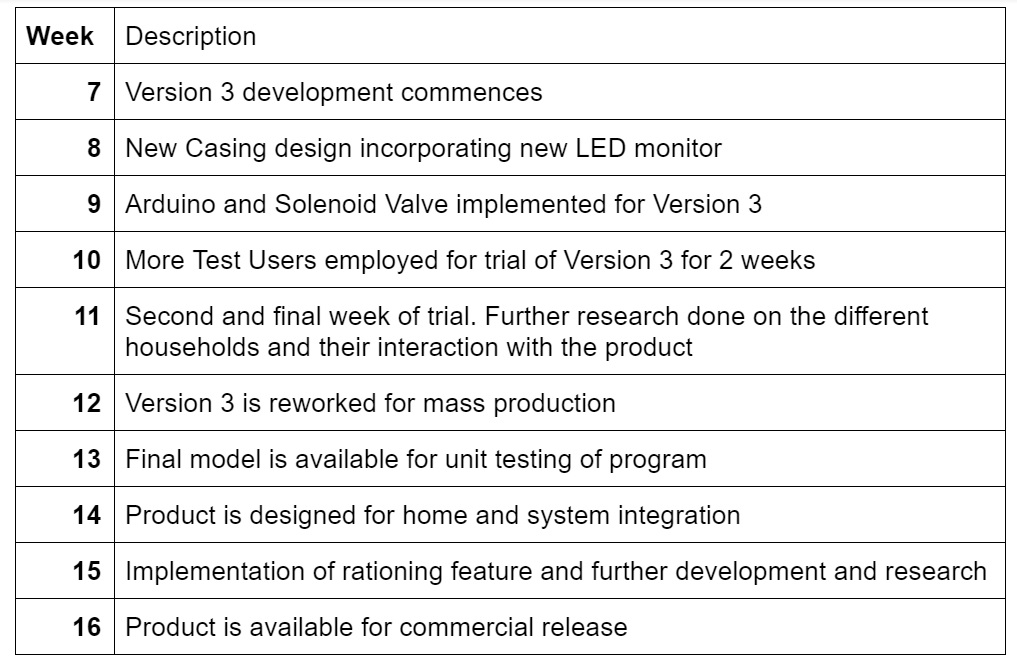 Week Description
7 Version 3 development commences
8 New Casing design incorporating new LED monitor
9 Arduino and Solenoid Valve implemented for Version 3
10 More Test Users employed for trial of Version 3 for 2 weeks
11 Second and final week of trial. Further research done on the different
households and their interaction with the product
12 Version 3 is reworked for mass production
13 Final model is available for unit testing of program
14 Product is designed for home and system integration
15 Implementation of rationing feature and further development and research
16 Product is available for commercial release